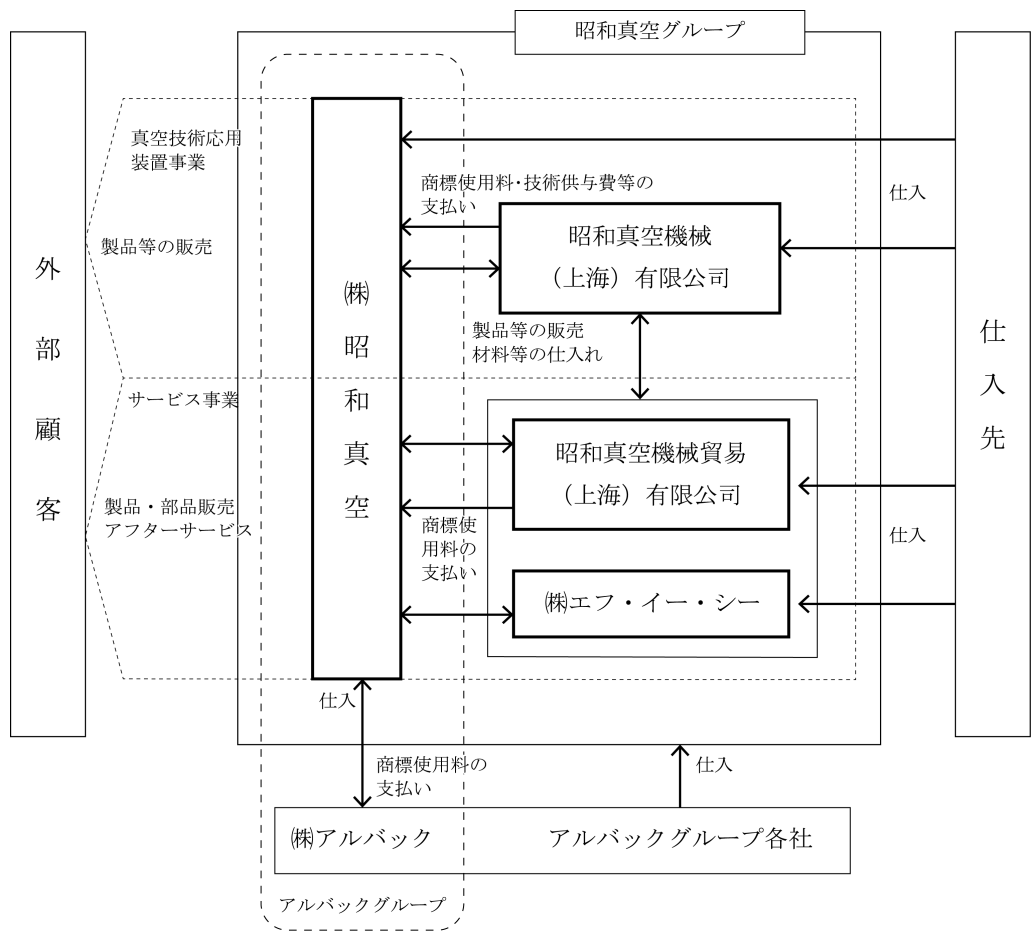 昭和真空グループ
真空技術応用
装置事業
商標使用料・技術供与費等の
支払い
仕入
昭和真空機械
（上海）有限公司
製品等の販売
外部顧客
㈱昭和真空
仕入先
製品等の販売
材料等の仕入れ
サービス事業
昭和真空機械貿易
（上海）有限公司
製品・部品販売
アフターサービス
商標使
用料の
支払い
仕入
㈱エフ・イー・シー
仕入
商標使用料の
支払い
仕入
㈱アルバック
アルバックグループ各社
アルバックグループ